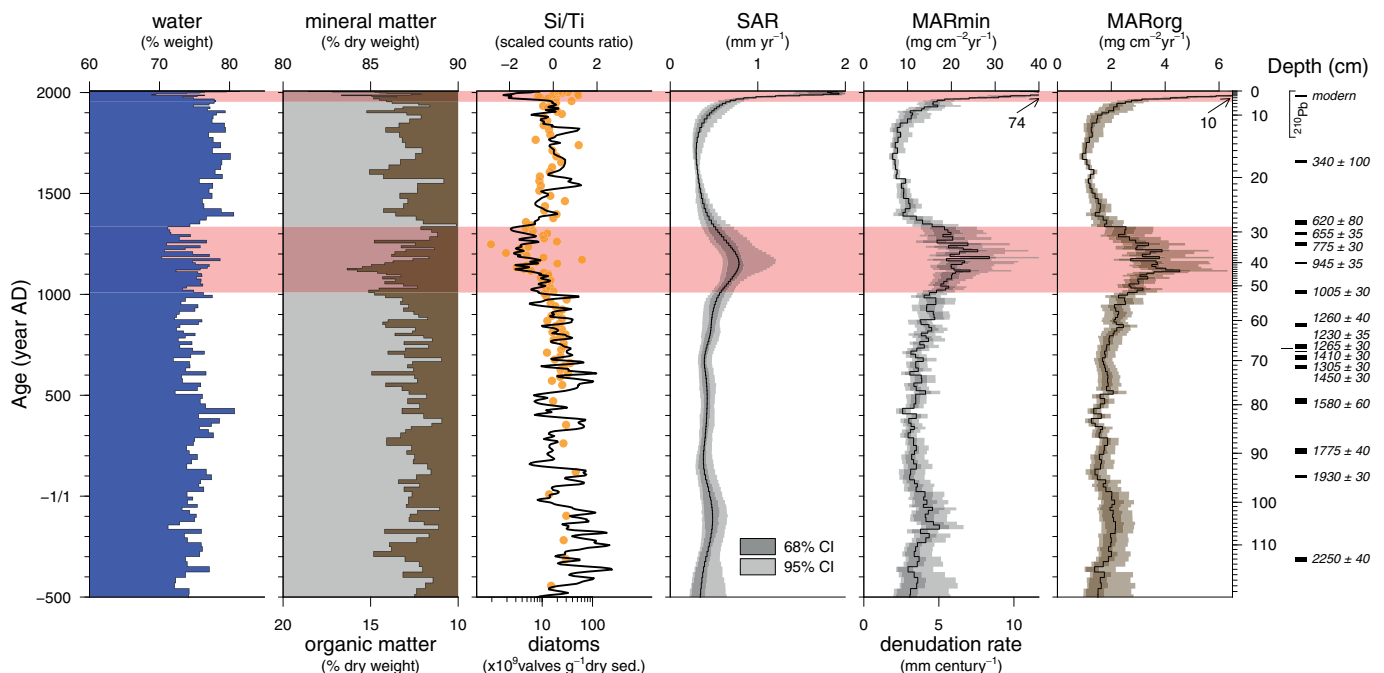 water
(% weight)
60 70 80
mineral matter
(% dry weight)
80 85 90
Si/Ti
(scaled counts ratio)
−2 0 2
SAR
(mm yr⁻¹)
0 1 2
MARmin
(mg cm⁻²yr⁻¹)
10 20 30 40
MARorg
(mg cm⁻²yr⁻¹)
2 4 6
Depth (cm)
Age (year AD)
2000
1500
1000
500
−1/1
−500
74
10
68% CI
95% CI
20 15 10
organic matter
(% dry weight)
10 100
diatoms
(x10⁹valves g⁻¹dry sed.)
0 5 10
denudation rate
(mm century⁻¹)
0
10
20
30
40
50
60
70
80
90
100
110
²¹⁰Pb
modern
340 ± 100
620 ± 80
655 ± 35
775 ± 30
945 ± 35
1005 ± 30
1260 ± 40
1230 ± 35
1265 ± 30
1410 ± 30
1305 ± 30
1450 ± 30
1580 ± 60
1775 ± 40
1930 ± 30
2250 ± 40